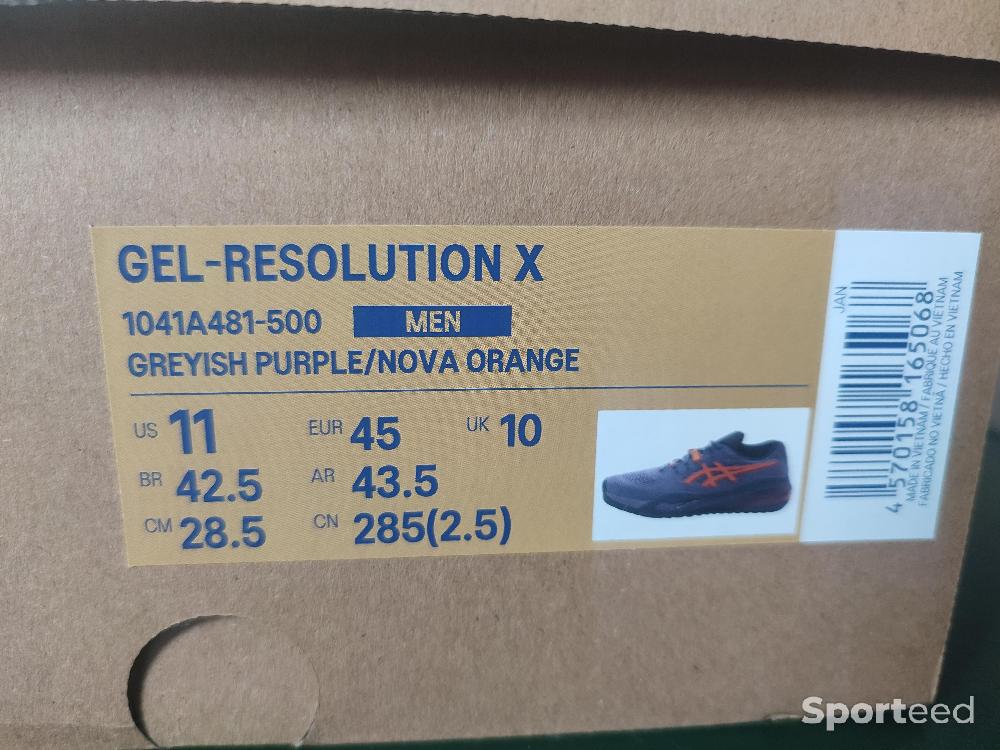 GEL-RESOLUTION X
1041A481-500 MEN
GREYISH PURPLE/NOVA ORANGE
US 11 EUR 45 UK 10
BR 42.5 AR 43.5
CM 28.5 CN 285(2.5)
JAN
4 570158 165068
MADE IN VIETNAM / FABRIQUÉ AU VIETNAM
FABRICADO NO VIETNÃ / HECHO EN VIETNAM
Sporteed